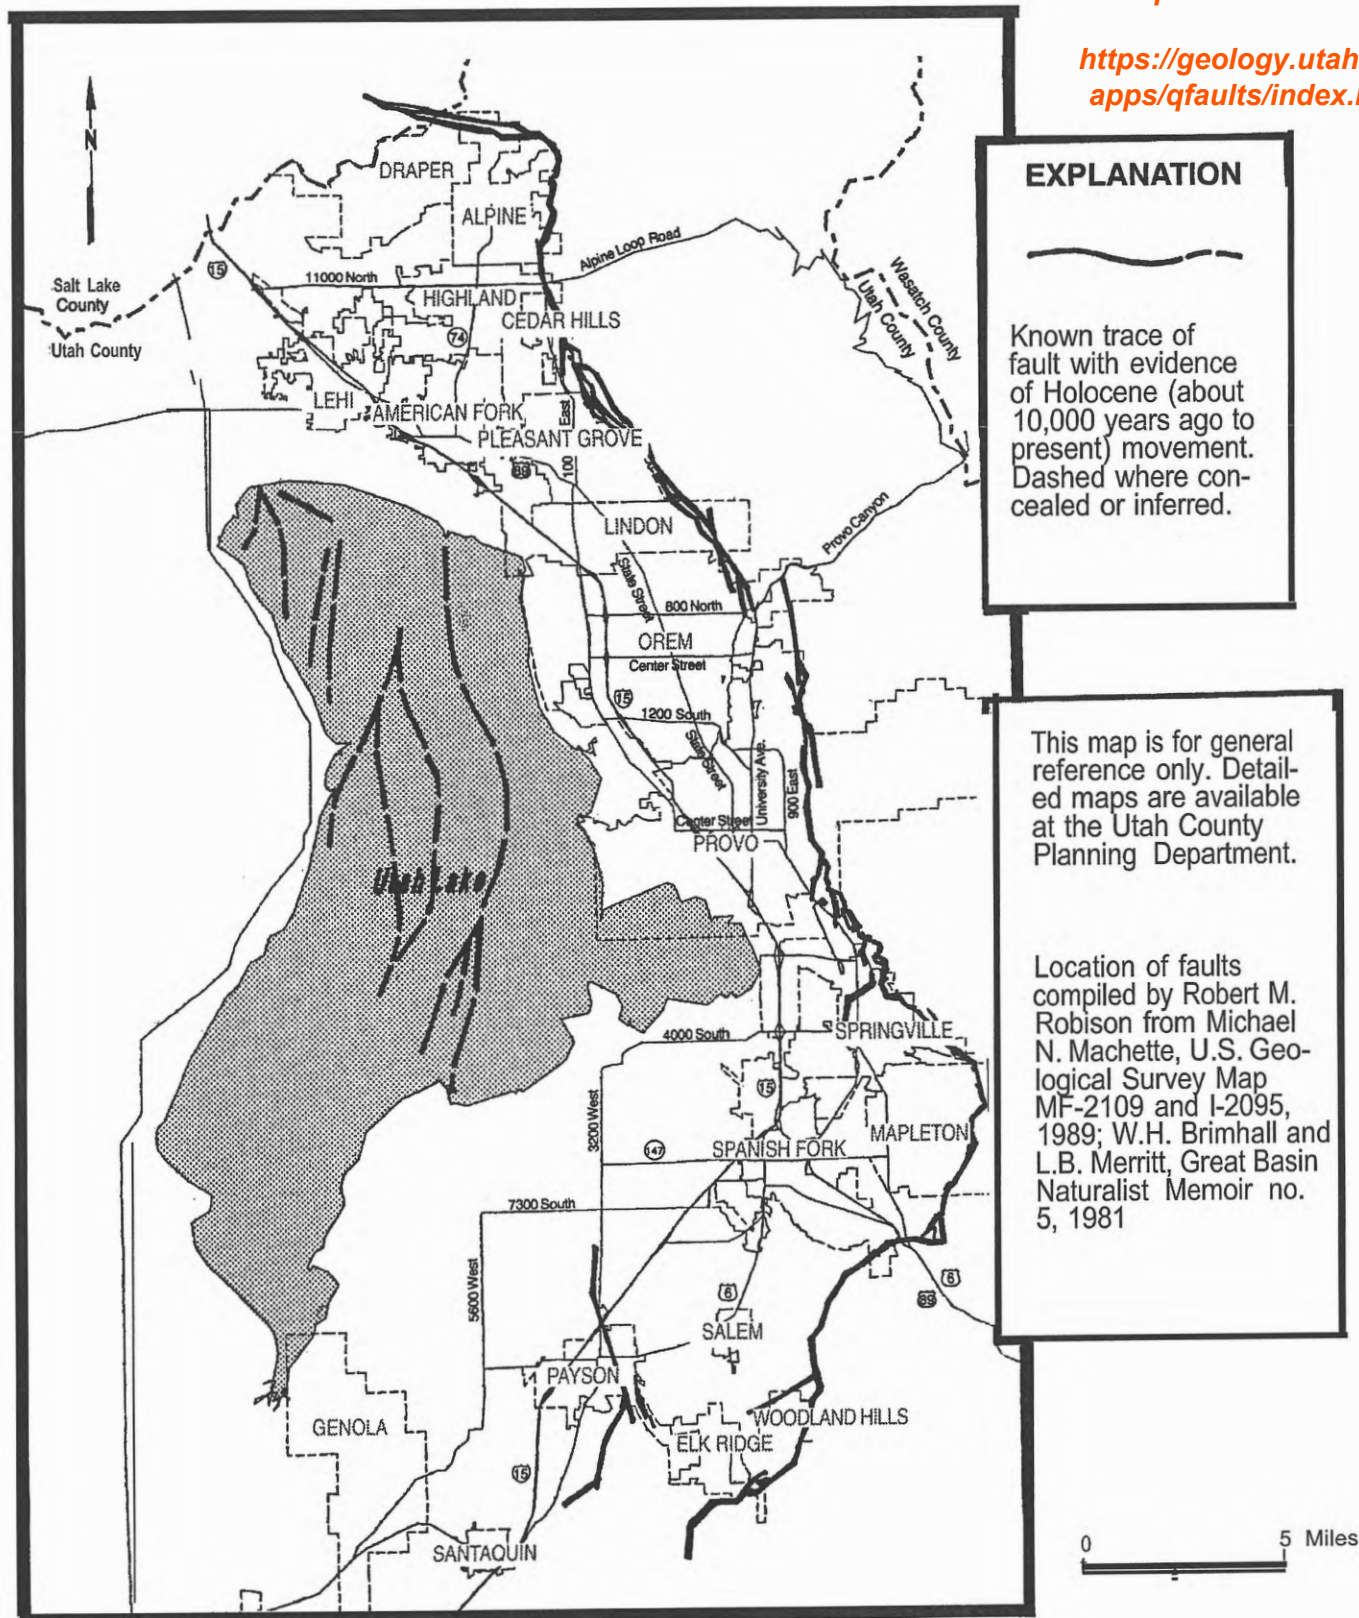 https://geology.utah
apps/qfaults/index.
N
DRAPER
ALPINE
15
Salt Lake
County
Utah County
11000 North
Alpine Loop Road
HIGHLAND
CEDAR HILLS
74
Wasatch County
Utah County
LEHI
AMERICAN FORK
100 East
PLEASANT GROVE
89
LINDON
Provo Canyon
State Street
800 North
OREM
Center Street
15
1200 South
State Street
University Ave.
900 East
Center Street
PROVO
Utah Lake
SPRINGVILLE
4000 South
15
3200 West
MAPLETON
SPANISH FORK
147
7300 South
5600 West
6
6
89
SALEM
PAYSON
WOODLAND HILLS
GENOLA
ELK RIDGE
15
SANTAQUIN
EXPLANATION
Known trace of
fault with evidence
of Holocene (about
10,000 years ago to
present) movement.
Dashed where con-
cealed or inferred.
This map is for general
reference only. Detail-
ed maps are available
at the Utah County
Planning Department.
Location of faults
compiled by Robert M.
Robison from Michael
N. Machette, U.S. Geo-
logical Survey Map
MF-2109 and I-2095,
1989; W.H. Brimhall and
L.B. Merritt, Great Basin
Naturalist Memoir no.
5, 1981
0 5 Miles